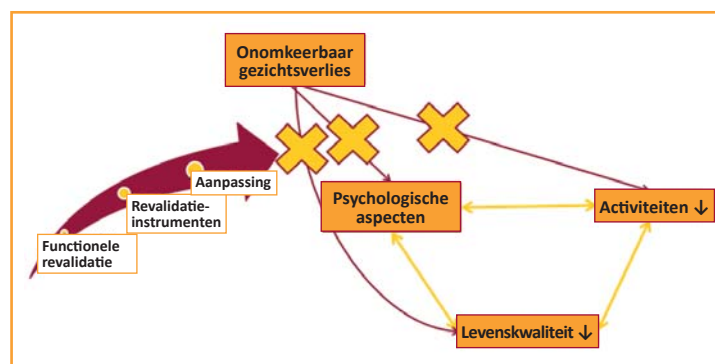 Onomkeerbaar
gezichtsverlies
Aanpassing
Revalidatie-
instrumenten
Functionele
revalidatie
Psychologische
aspecten
Activiteiten ↓
Levenskwaliteit ↓